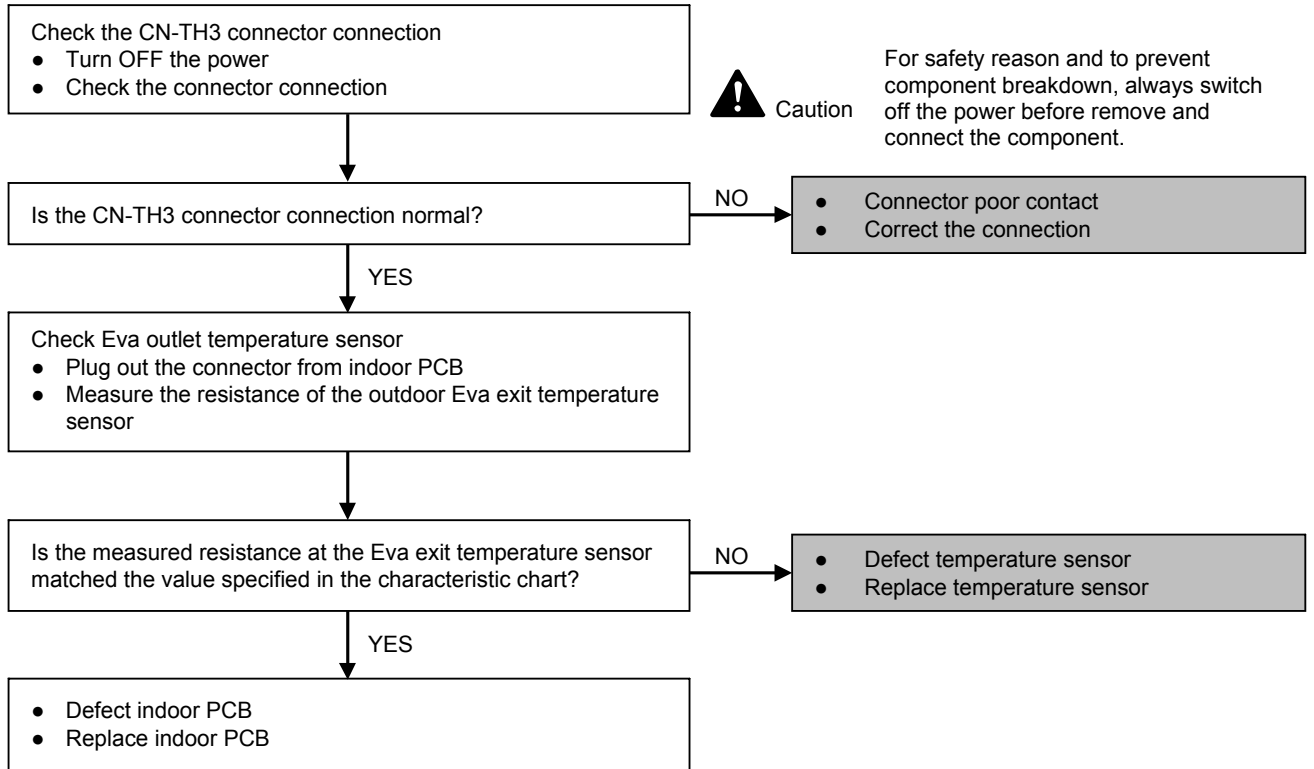 Check the CN-TH3 connector connection
● Turn OFF the power
● Check the connector connection
Caution
For safety reason and to prevent
component breakdown, always switch
off the power before remove and
connect the component.
Is the CN-TH3 connector connection normal?
NO
● Connector poor contact
● Correct the connection
YES
Check Eva outlet temperature sensor
● Plug out the connector from indoor PCB
● Measure the resistance of the outdoor Eva exit temperature
sensor
Is the measured resistance at the Eva exit temperature sensor
matched the value specified in the characteristic chart?
NO
● Defect temperature sensor
● Replace temperature sensor
YES
● Defect indoor PCB
● Replace indoor PCB